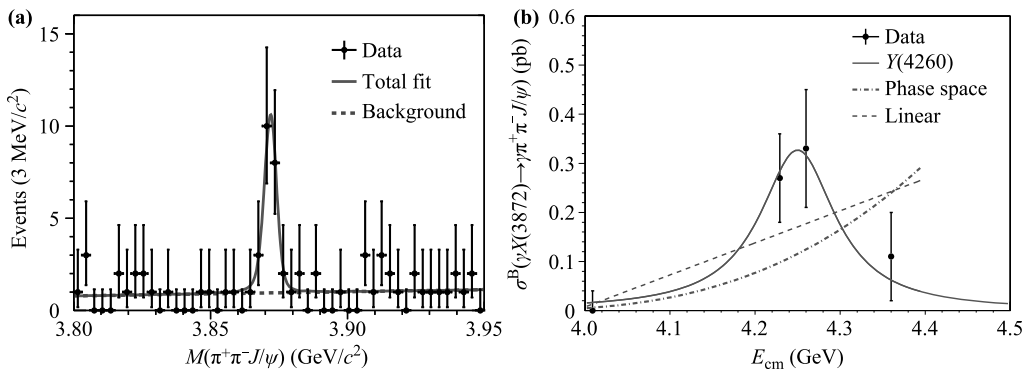 (a)
15
10
5
0
Events (3 MeV/c²)
Data
Total fit
Background
3.80 3.85 3.90 3.95
M(π⁺π⁻J/ψ) (GeV/c²)
(b)
0.6
0.5
0.4
0.3
0.2
0.1
0
σᴮ(γX(3872)→γπ⁺π⁻J/ψ) (pb)
Data
Y(4260)
Phase space
Linear
4.0 4.1 4.2 4.3 4.4 4.5
E_cm (GeV)